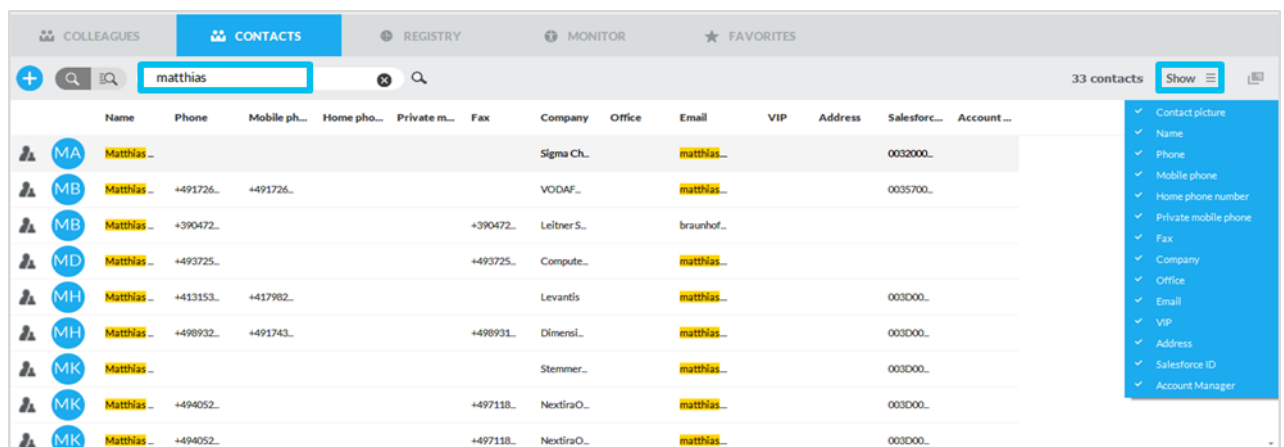 COLLEAGUES CONTACTS REGISTRY MONITOR FAVORITES
matthias 33 contacts Show
Name Phone Mobile ph... Home pho... Private m... Fax Company Office Email VIP Address Salesforc... Account ...
MA Matthias ... Sigma Ch... matthias... 0032000...
MB Matthias ... +491726... +491726... VODAF... matthias... 0035700...
MB Matthias ... +390472... +390472... Leitner S... braunhof...
MD Matthias ... +493725... +493725... Compute... matthias...
MH Matthias ... +413153... +417982... Levantis matthias... 003D00...
MH Matthias ... +498932... +491743... +498931... Dimensi... matthias... 003D00...
MK Matthias ... Stemmer... matthias... 003D00...
MK Matthias ... +494052... +497118... NextiraO... matthias... 003D00...
MK Matthias ... +494052... +497118... NextiraO... matthias... 003D00...
Contact picture
Name
Phone
Mobile phone
Home phone number
Private mobile phone
Fax
Company
Office
Email
VIP
Address
Salesforce ID
Account Manager